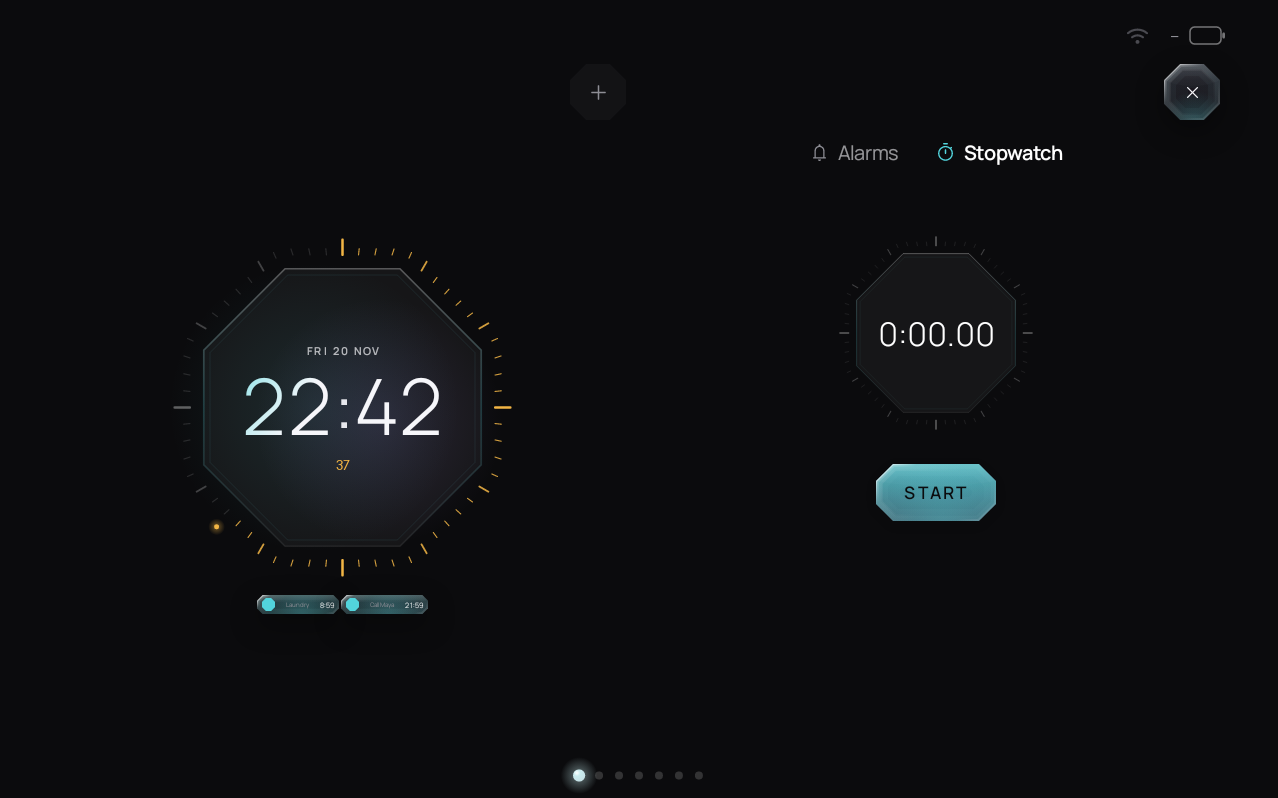 Alarms
Stopwatch
FRI 20 NOV
22:42
37
0:00.00
START
Laundry 8:59
Call Maya 21:59